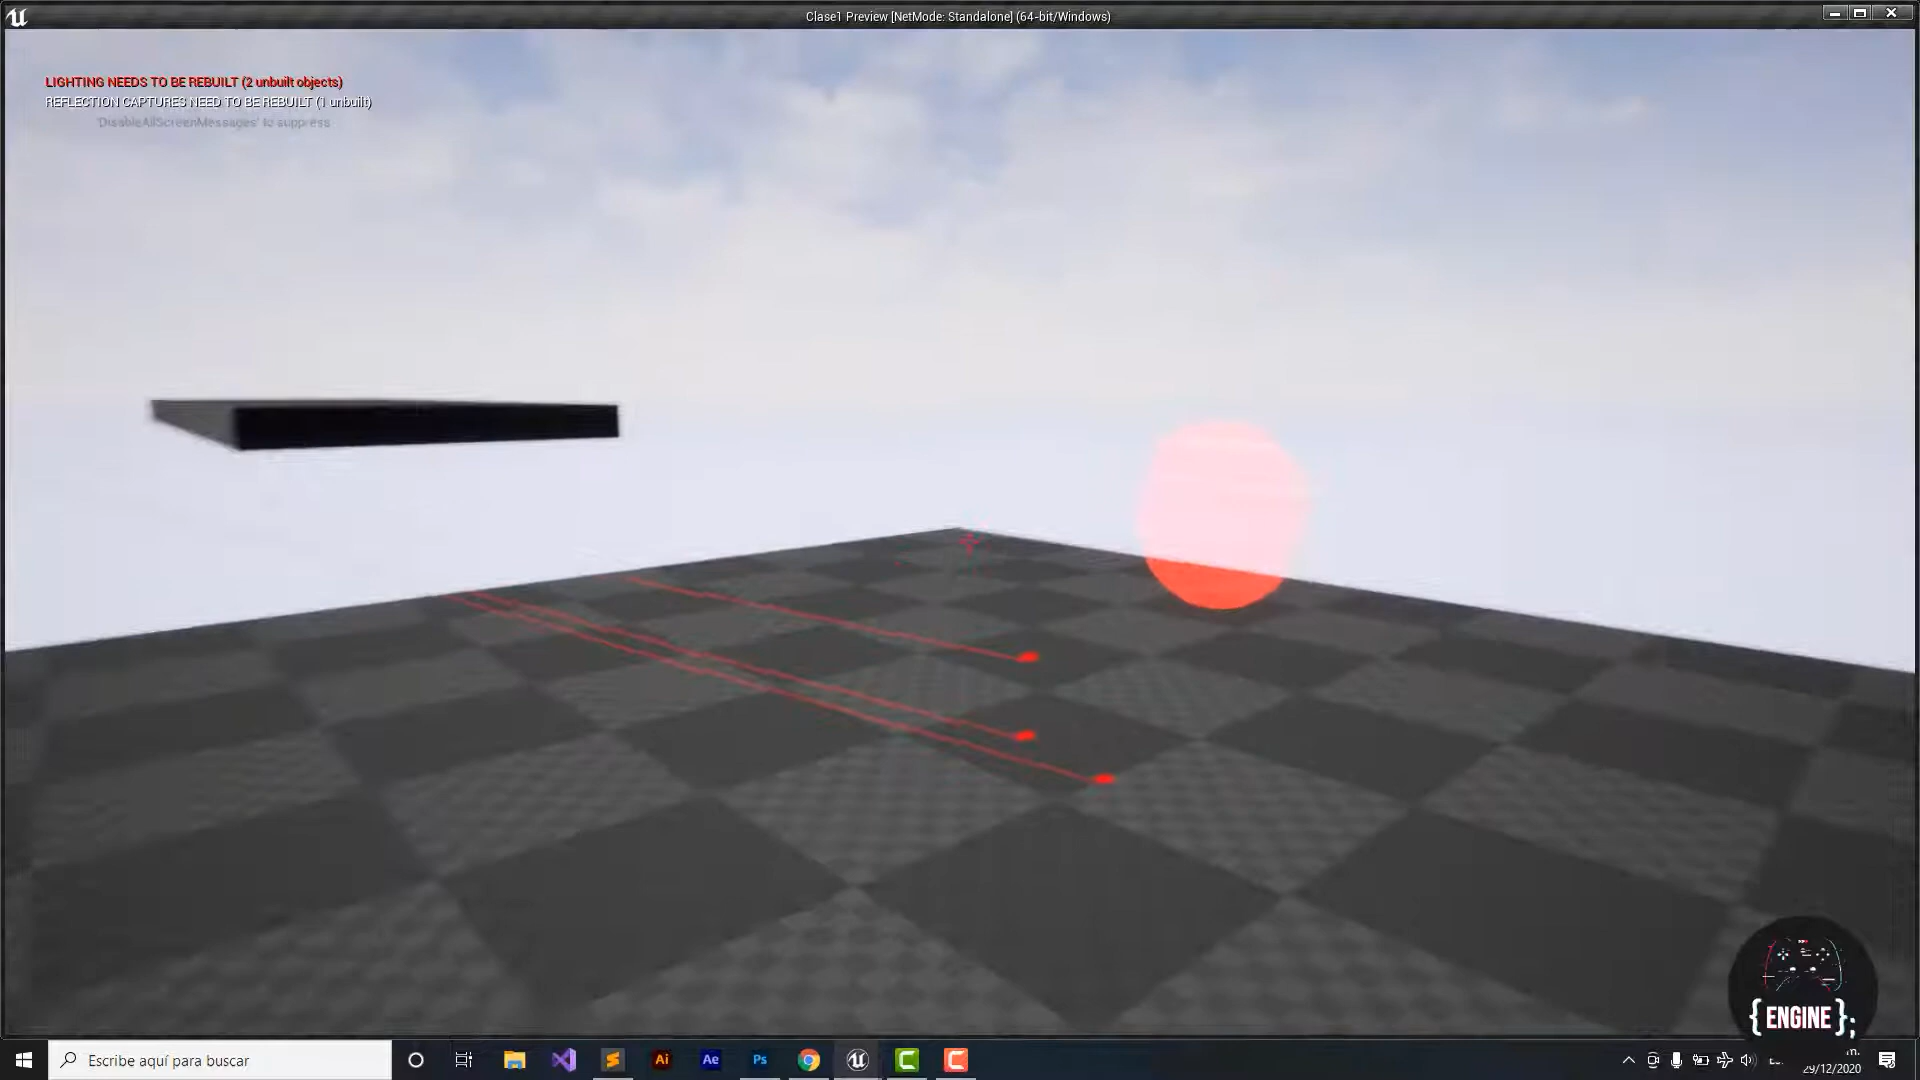 Clase1 Preview [NetMode: Standalone] (64-bit/Windows)
LIGHTING NEEDS TO BE REBUILT (2 unbuilt objects)
REFLECTION CAPTURES NEED TO BE REBUILT (1 unbuilt)
'DisableAllScreenMessages' to suppress
{ ENGINE };
Escribe aquí para buscar
Ai
Ae
Ps
29/12/2020